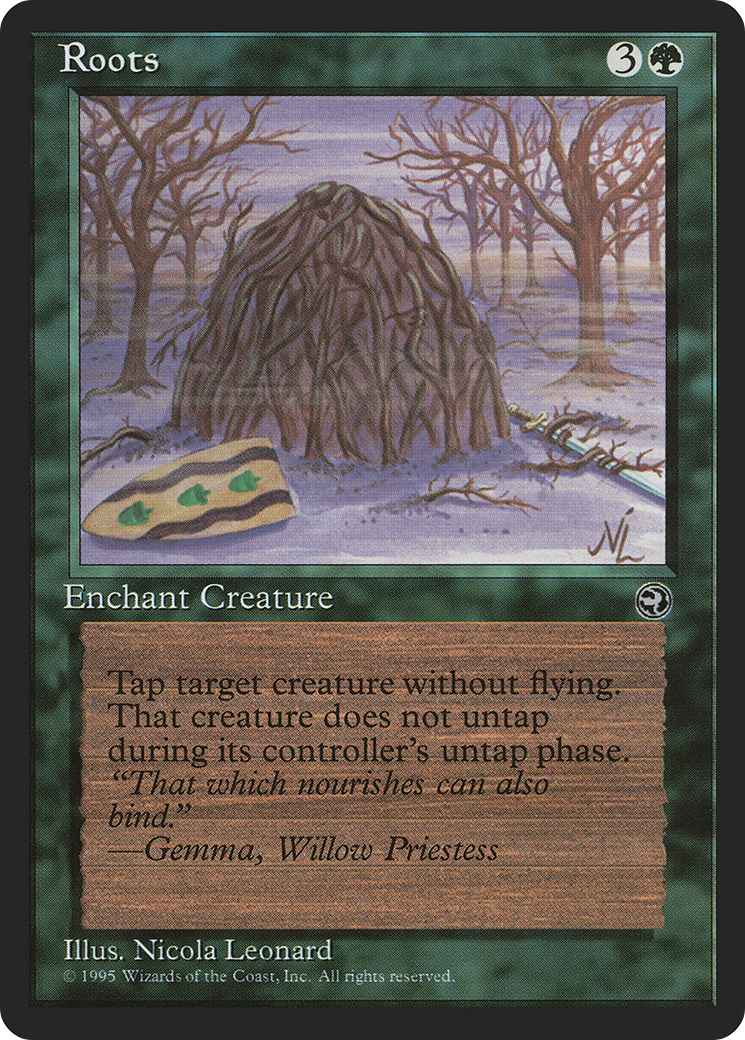 Roots
3
NL
Enchant Creature
Tap target creature without flying.
That creature does not untap
during its controller's untap phase.
“That which nourishes can also
bind.”
—Gemma, Willow Priestess
Illus. Nicola Leonard
© 1995 Wizards of the Coast, Inc. All rights reserved.